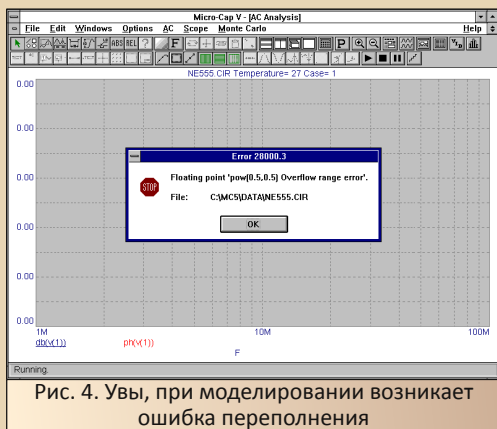 Micro-Cap V - [AC Analysis]
File Edit Windows Options AC Scope Monte Carlo Help
NE555.CIR Temperature= 27 Case= 1
0.00
0.00
Error 28000.3
Floating point 'pow(0.5,0.5) Overflow range error'.
STOP
File: C:\MC5\DATA\NE555.CIR
0.00
OK
0.00
0.00
0.00
1M 10M 100M
db(v(1)) ph(v(1))
F
Running.
Рис. 4. Увы, при моделировании возникает
ошибка переполнения